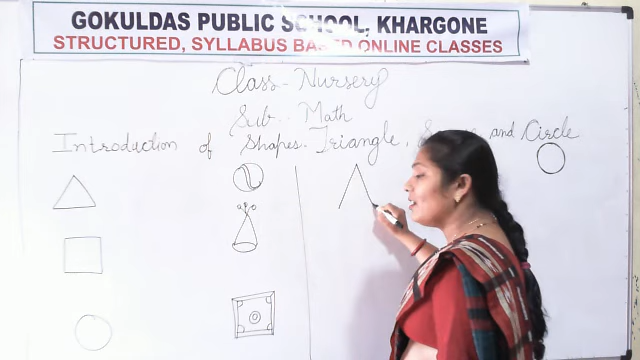 GOKULDAS PUBLIC SCHOOL, KHARGONE
STRUCTURED, SYLLABUS BASED ONLINE CLASSES
Class - Nursery
Sub. : Math
Introduction of Shapes. Triangle, and Circle